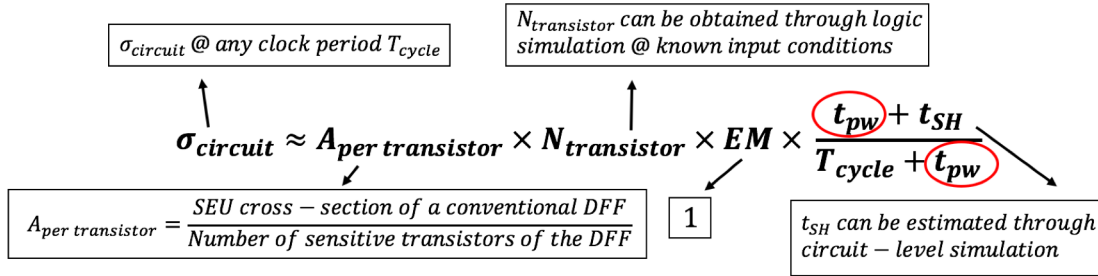 σcircuit @ any clock period Tcycle
Ntransistor can be obtained through logic
simulation @ known input conditions
σcircuit ≈ Aper transistor × Ntransistor × EM × (tpw + tSH) / (Tcycle + tpw)
Aper transistor = SEU cross − section of a conventional DFF / Number of sensitive transistors of the DFF
1
tSH can be estimated through
circuit − level simulation